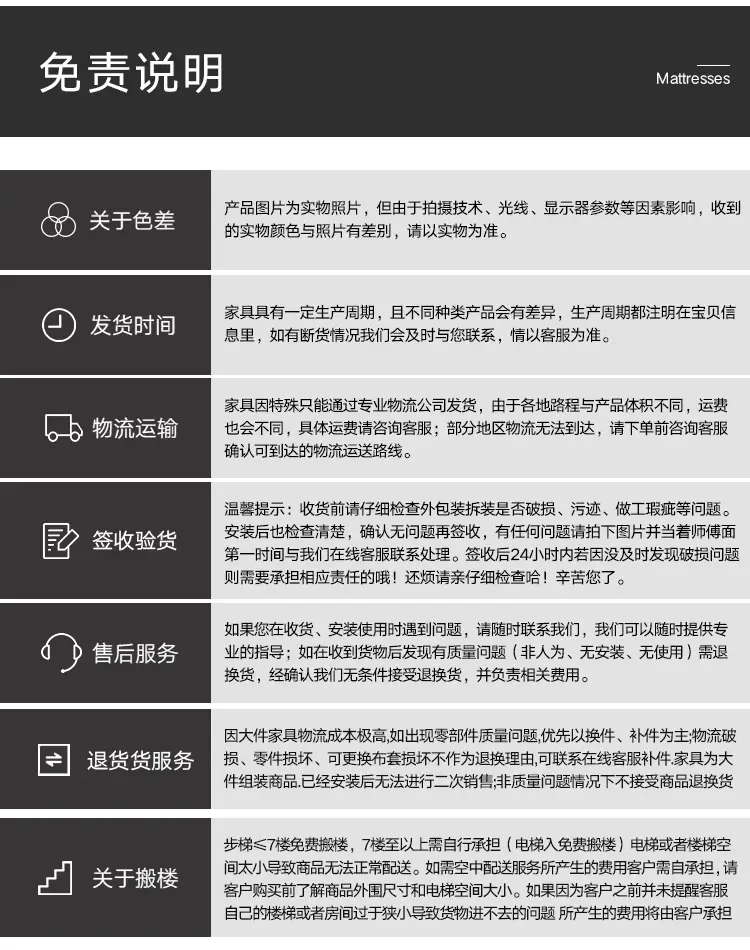 免责说明
Mattresses
关于色差
产品图片为实物照片，但由于拍摄技术、光线、显示器参数等因素影响，收到
的实物颜色与照片有差别，请以实物为准。
发货时间
家具具有一定生产周期，且不同种类产品会有差异，生产周期都注明在宝贝信
息里，如有断货情况我们会及时与您联系，情以客服为准。
物流运输
家具因特殊只能通过专业物流公司发货，由于各地路程与产品体积不同，运费
也会不同，具体运费请咨询客服；部分地区物流无法到达，请下单前咨询客服
确认可到达的物流运送路线。
签收验货
温馨提示：收货前请仔细检查外包装拆装是否破损、污迹、做工瑕疵等问题。
安装后也检查清楚，确认无问题再签收，有任何问题请拍下图片并当着师傅面
第一时间与我们在线客服联系处理。签收后24小时内若因没及时发现破损问题
则需要承担相应责任的哦！还烦请亲仔细检查哈！辛苦您了。
售后服务
如果您在收货、安装使用时遇到问题，请随时联系我们，我们可以随时提供专
业的指导；如在收到货物后发现有质量问题（非人为、无安装、无使用）需退
换货，经确认我们无条件接受退换货，并负责相关费用。
退货货服务
因大件家具物流成本极高,如出现零部件质量问题,优先以换件、补件为主;物流破
损、零件损坏、可更换布套损坏不作为退换理由,可联系在线客服补件.家具为大
件组装商品.已经安装后无法进行二次销售;非质量问题情况下不接受商品退换货
关于搬楼
步梯≤7楼免费搬楼，7楼至以上需自行承担（电梯入免费搬楼）电梯或者楼梯空
间太小导致商品无法正常配送。如需空中配送服务所产生的费用客户需自承担,请
客户购买前了解商品外围尺寸和电梯空间大小。如果因为客户之前并未提醒客服
自己的楼梯或者房间过于狭小导致货物进不去的问题 所产生的费用将由客户承担